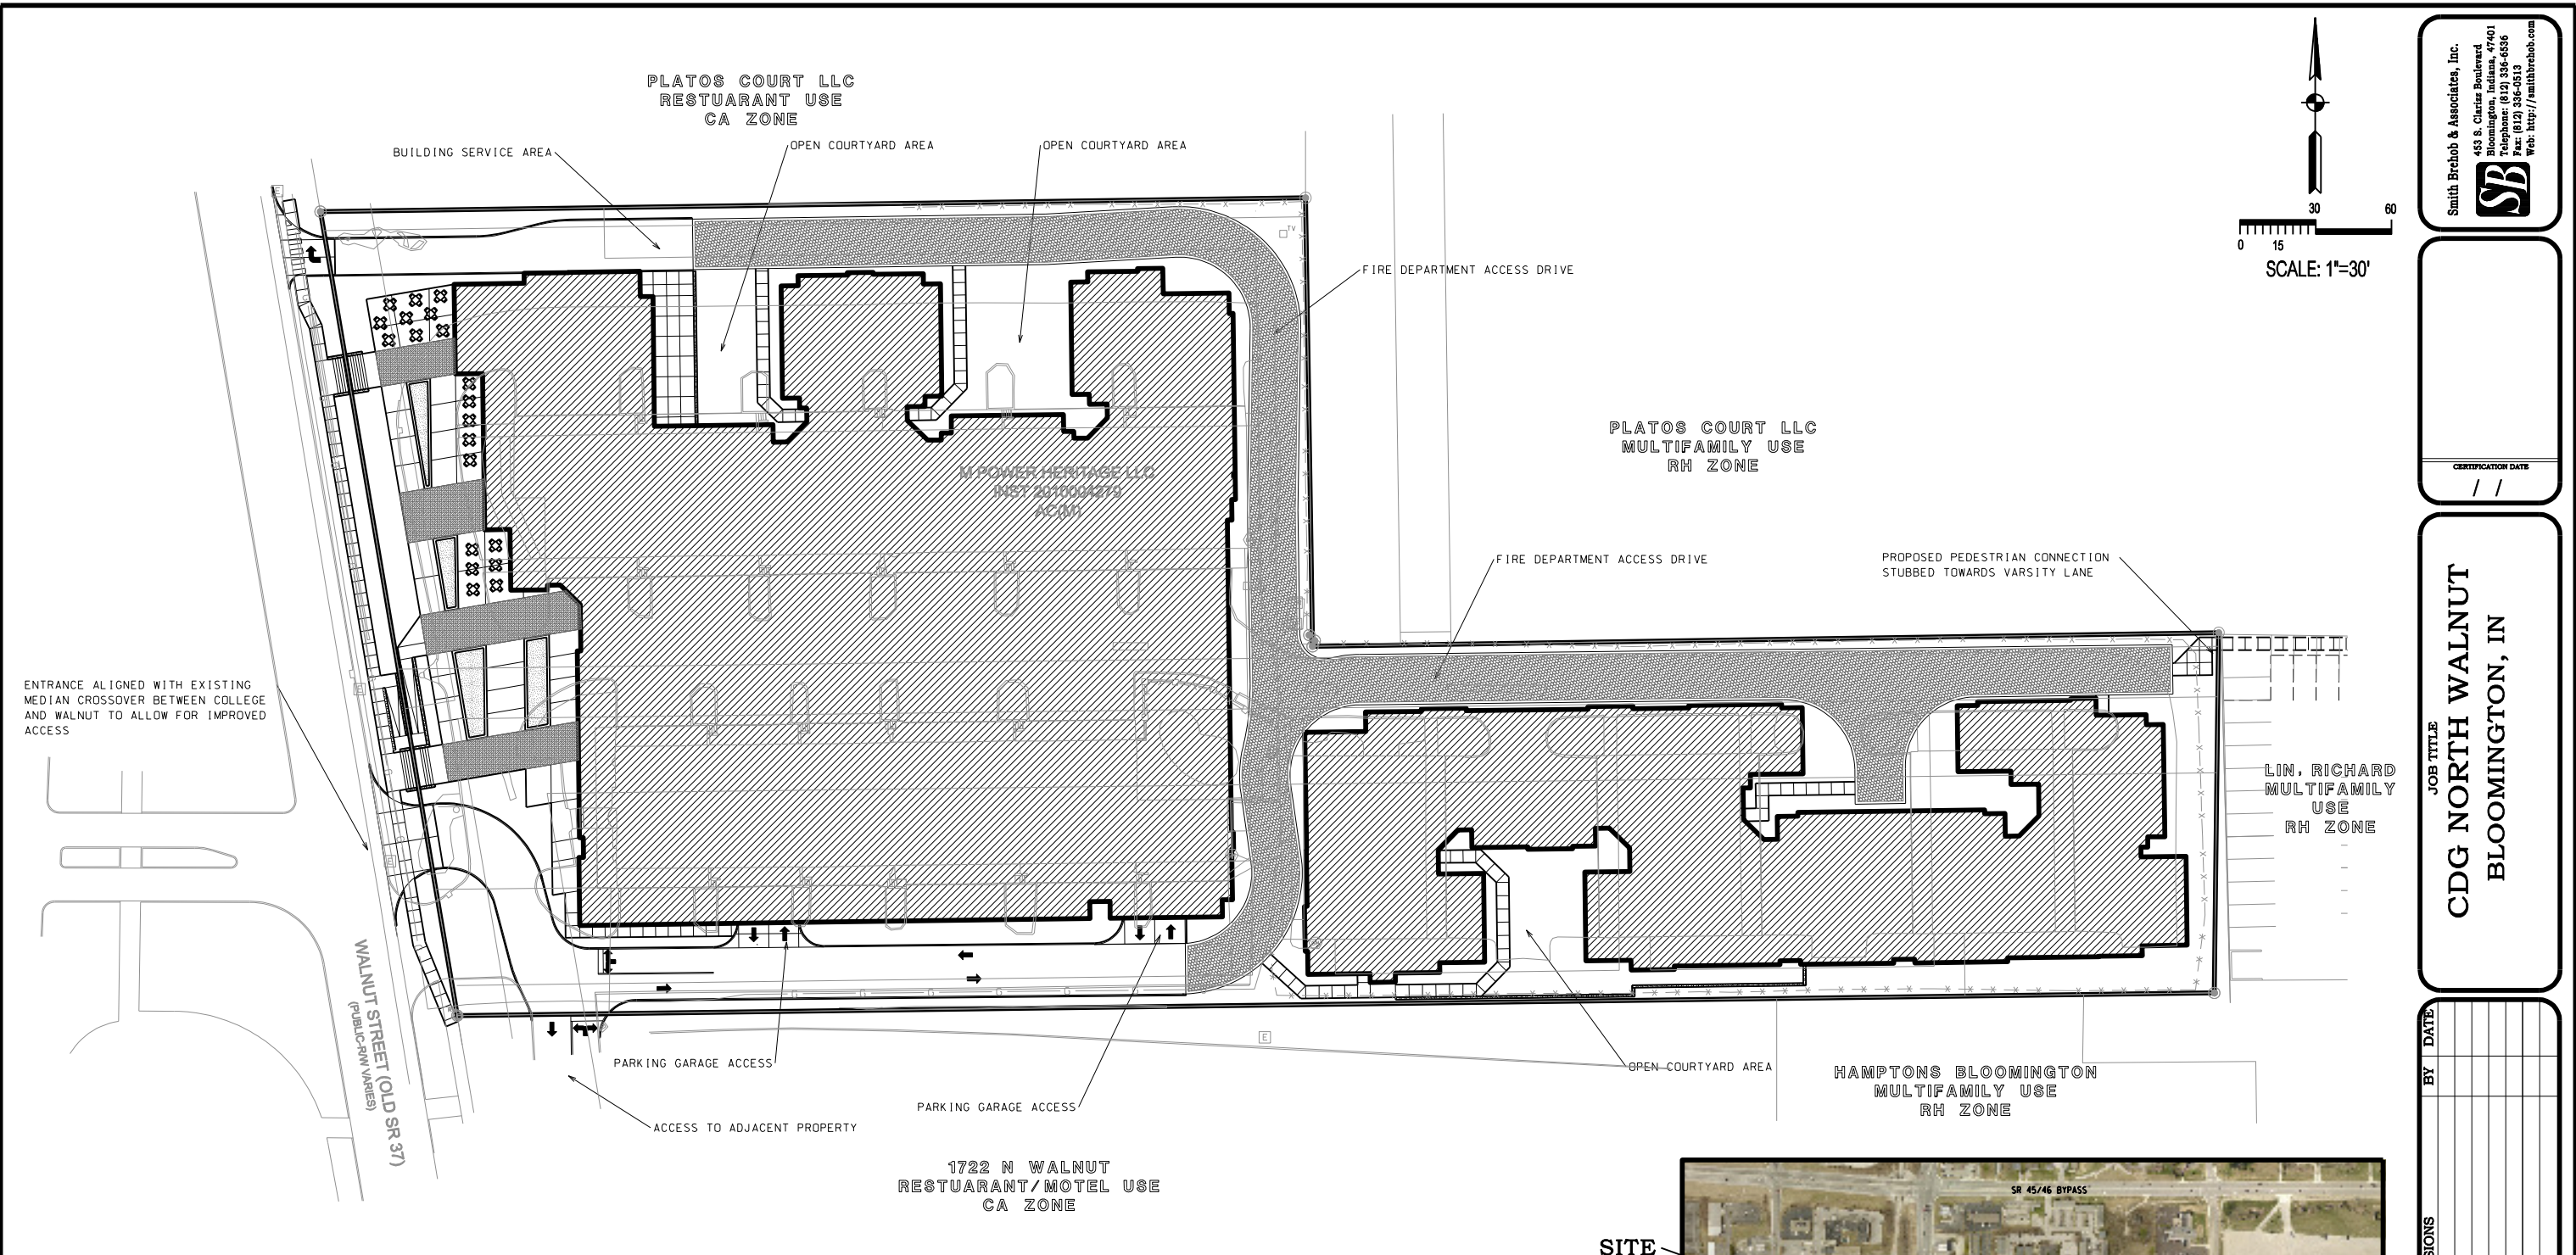 PLATOS COURT LLC
RESTUARANT USE
CA ZONE
BUILDING SERVICE AREA
OPEN COURTYARD AREA
OPEN COURTYARD AREA
TV
FIRE DEPARTMENT ACCESS DRIVE
M POWER HERITAGE LLC
INST 2010004279
AC(M)
PLATOS COURT LLC
MULTIFAMILY USE
RH ZONE
FIRE DEPARTMENT ACCESS DRIVE
PROPOSED PEDESTRIAN CONNECTION
STUBBED TOWARDS VARSITY LANE
ENTRANCE ALIGNED WITH EXISTING
MEDIAN CROSSOVER BETWEEN COLLEGE
AND WALNUT TO ALLOW FOR IMPROVED
ACCESS
LIN, RICHARD
MULTIFAMILY
USE
RH ZONE
WALNUT STREET (OLD SR 37)
(PUBLIC-R/W VARIES)
PARKING GARAGE ACCESS
PARKING GARAGE ACCESS
ACCESS TO ADJACENT PROPERTY
E
OPEN COURTYARD AREA
HAMPTONS BLOOMINGTON
MULTIFAMILY USE
RH ZONE
1722 N WALNUT
RESTUARANT/MOTEL USE
CA ZONE
SITE
SR 45/46 BYPASS
30 60
0 15
SCALE: 1"=30'
Smith Brehob & Associates, Inc.
453 S. Clarizz Boulevard
Bloomington, Indiana, 47401
Telephone: (812) 336-6536
Fax: (812) 336-0513
Web: http://smithbrehob.com
SB
CERTIFICATION DATE
/ /
JOB TITLE
CDG NORTH WALNUT
BLOOMINGTON, IN
BY DATE